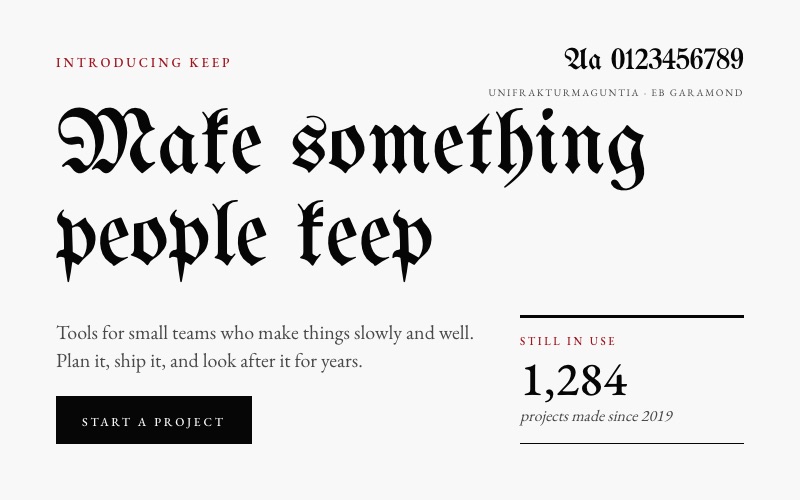 INTRODUCING KEEP
Aa 0123456789
UNIFRAKTURMAGUNTIA · EB GARAMOND
Make something
people keep
Tools for small teams who make things slowly and well.
Plan it, ship it, and look after it for years.
START A PROJECT
STILL IN USE
1,284
projects made since 2019